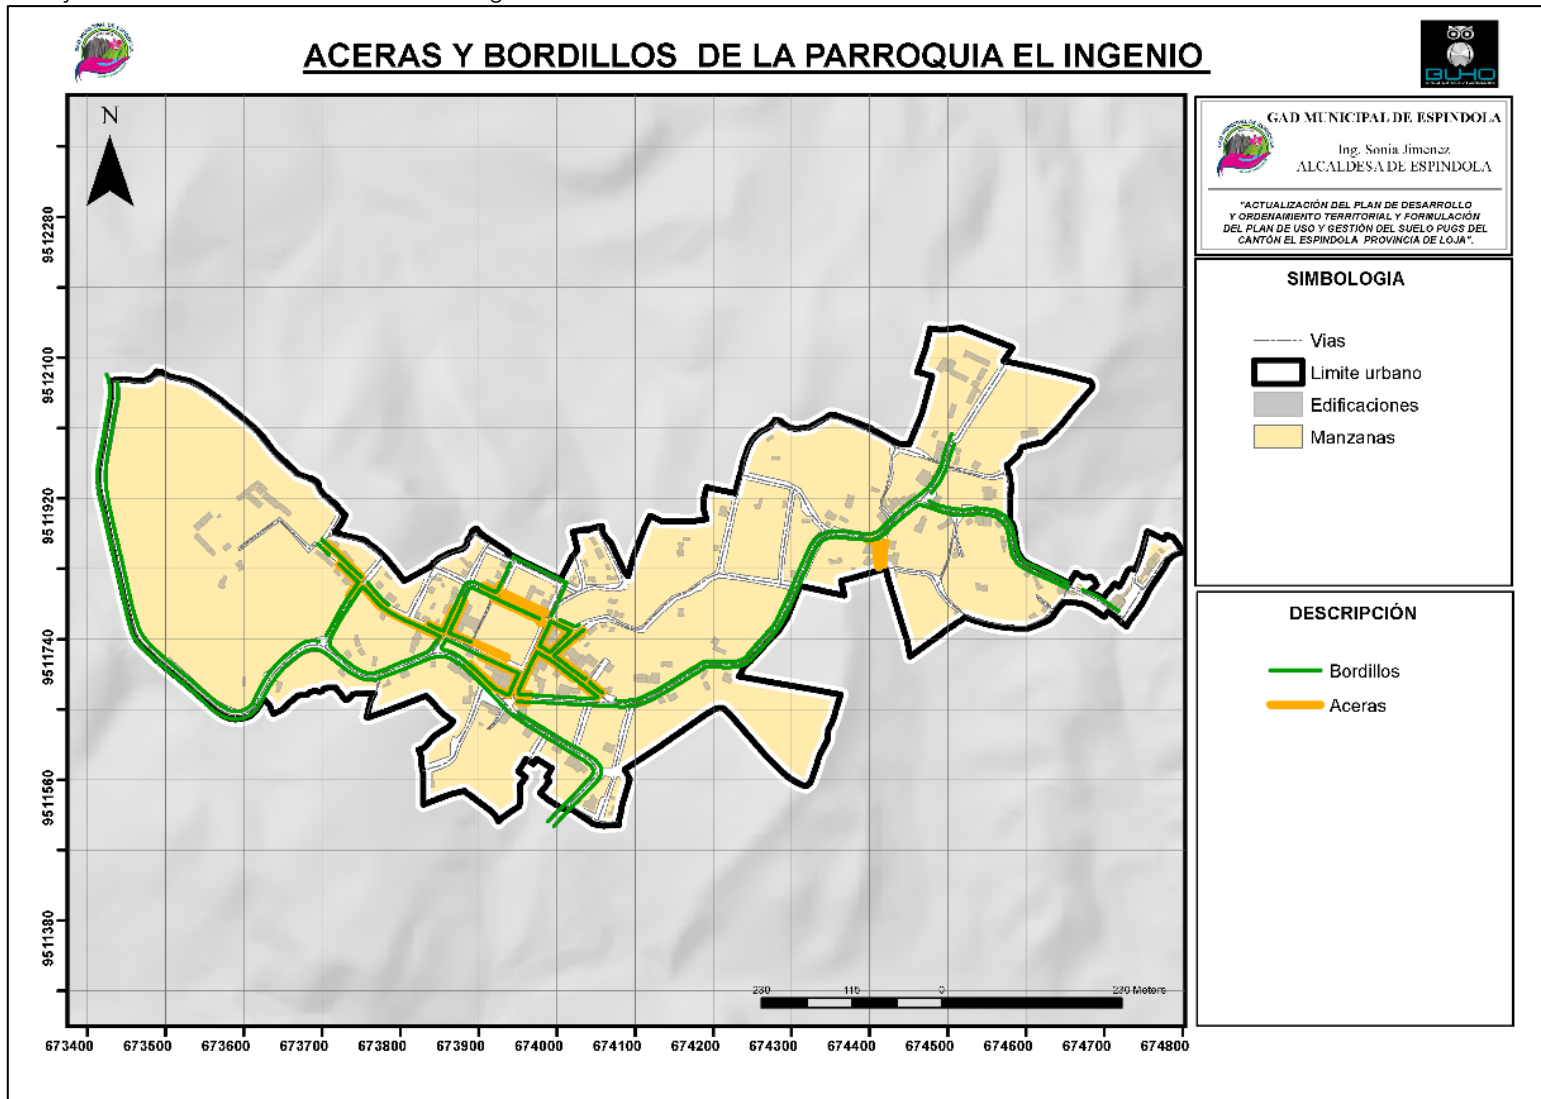 ACERAS Y BORDILLOS DE LA PARROQUIA EL INGENIO
BUHO
GAD MUNICIPAL DE ESPINDOLA
Ing. Sonia Jimenez
ALCALDESA DE ESPINDOLA
"ACTUALIZACIÓN DEL PLAN DE DESARROLLO
Y ORDENAMIENTO TERRITORIAL Y FORMULACIÓN
DEL PLAN DE USO Y GESTIÓN DEL SUELO PUGS DEL
CANTÓN EL ESPINDOLA PROVINCIA DE LOJA".
SIMBOLOGIA
Vias
Limite urbano
Edificaciones
Manzanas
DESCRIPCIÓN
Bordillos
Aceras
N
9512280
9512100
9511920
9511740
9511560
9511380
230 115 0 230 Meters
673400 673500 673600 673700 673800 673900 674000 674100 674200 674300 674400 674500 674600 674700 674800